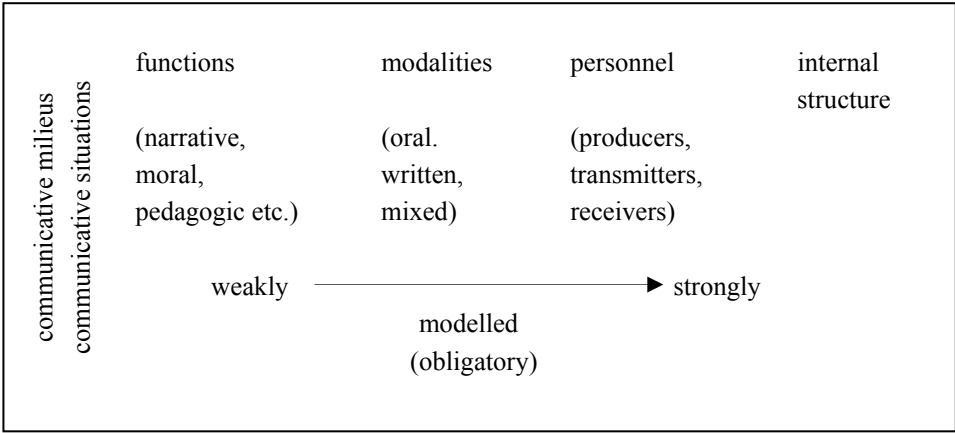 communicative milieus
communicative situations
functions
modalities
personnel
internal
structure
(narrative,
moral,
pedagogic etc.)
(oral.
written,
mixed)
(producers,
transmitters,
receivers)
weakly
strongly
modelled
(obligatory)